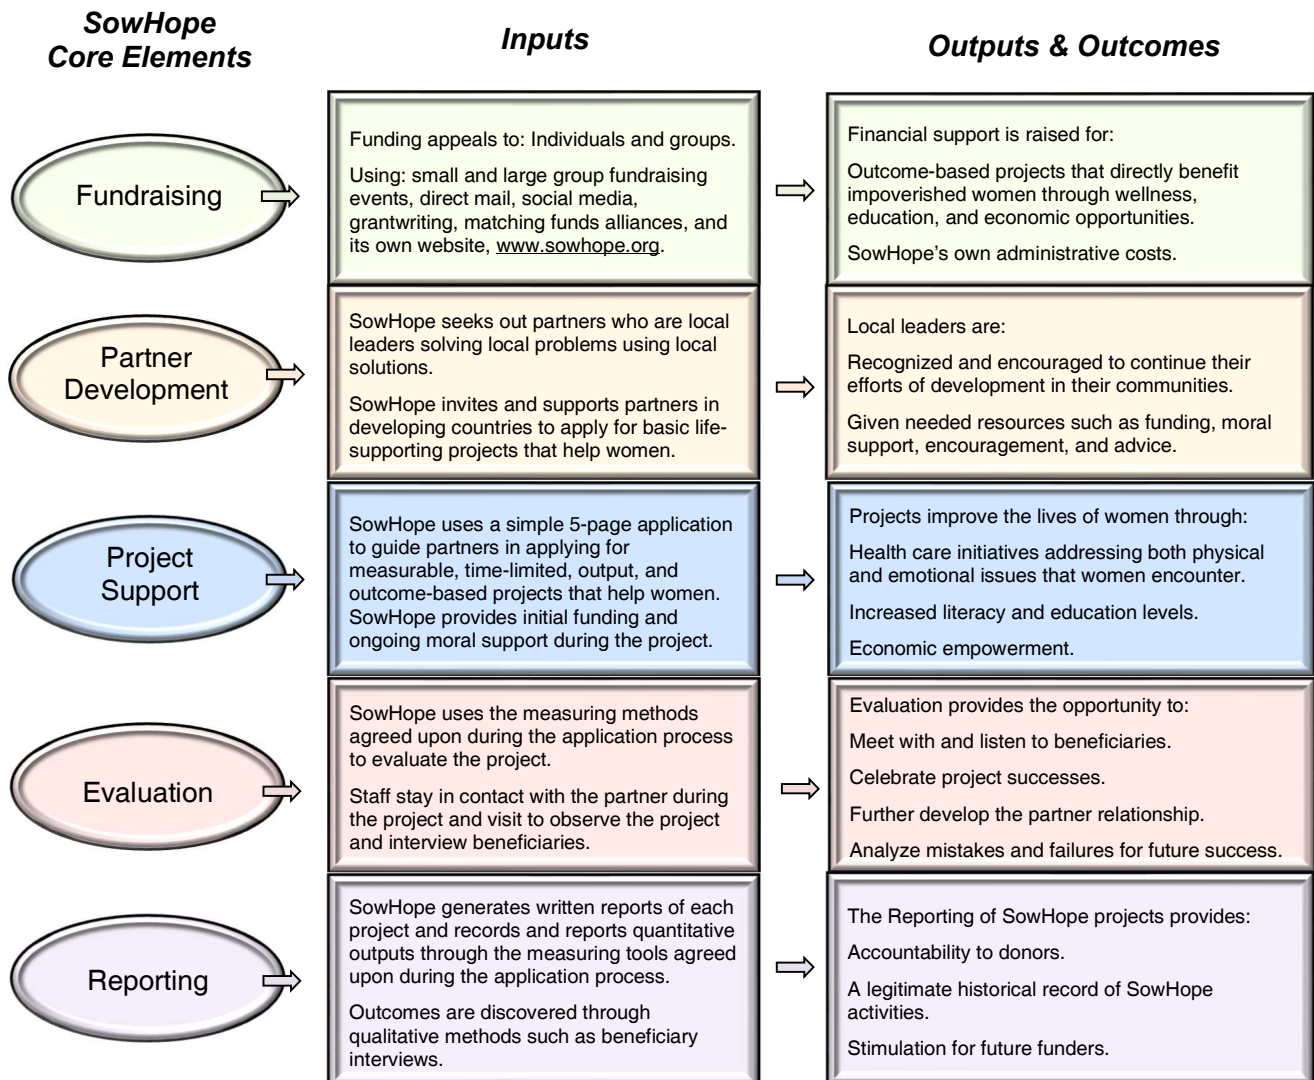 SowHope
Core Elements
Inputs
Outputs & Outcomes
Fundraising
Funding appeals to: Individuals and groups.
Using: small and large group fundraising
events, direct mail, social media,
grantwriting, matching funds alliances, and
its own website, www.sowhope.org.
Financial support is raised for:
Outcome-based projects that directly benefit
impoverished women through wellness,
education, and economic opportunities.
SowHope's own administrative costs.
Partner
Development
SowHope seeks out partners who are local
leaders solving local problems using local
solutions.
SowHope invites and supports partners in
developing countries to apply for basic life-
supporting projects that help women.
Local leaders are:
Recognized and encouraged to continue their
efforts of development in their communities.
Given needed resources such as funding, moral
support, encouragement, and advice.
Project
Support
SowHope uses a simple 5-page application
to guide partners in applying for
measurable, time-limited, output, and
outcome-based projects that help women.
SowHope provides initial funding and
ongoing moral support during the project.
Projects improve the lives of women through:
Health care initiatives addressing both physical
and emotional issues that women encounter.
Increased literacy and education levels.
Economic empowerment.
Evaluation
SowHope uses the measuring methods
agreed upon during the application process
to evaluate the project.
Staff stay in contact with the partner during
the project and visit to observe the project
and interview beneficiaries.
Evaluation provides the opportunity to:
Meet with and listen to beneficiaries.
Celebrate project successes.
Further develop the partner relationship.
Analyze mistakes and failures for future success.
Reporting
SowHope generates written reports of each
project and records and reports quantitative
outputs through the measuring tools agreed
upon during the application process.
Outcomes are discovered through
qualitative methods such as beneficiary
interviews.
The Reporting of SowHope projects provides:
Accountability to donors.
A legitimate historical record of SowHope
activities.
Stimulation for future funders.